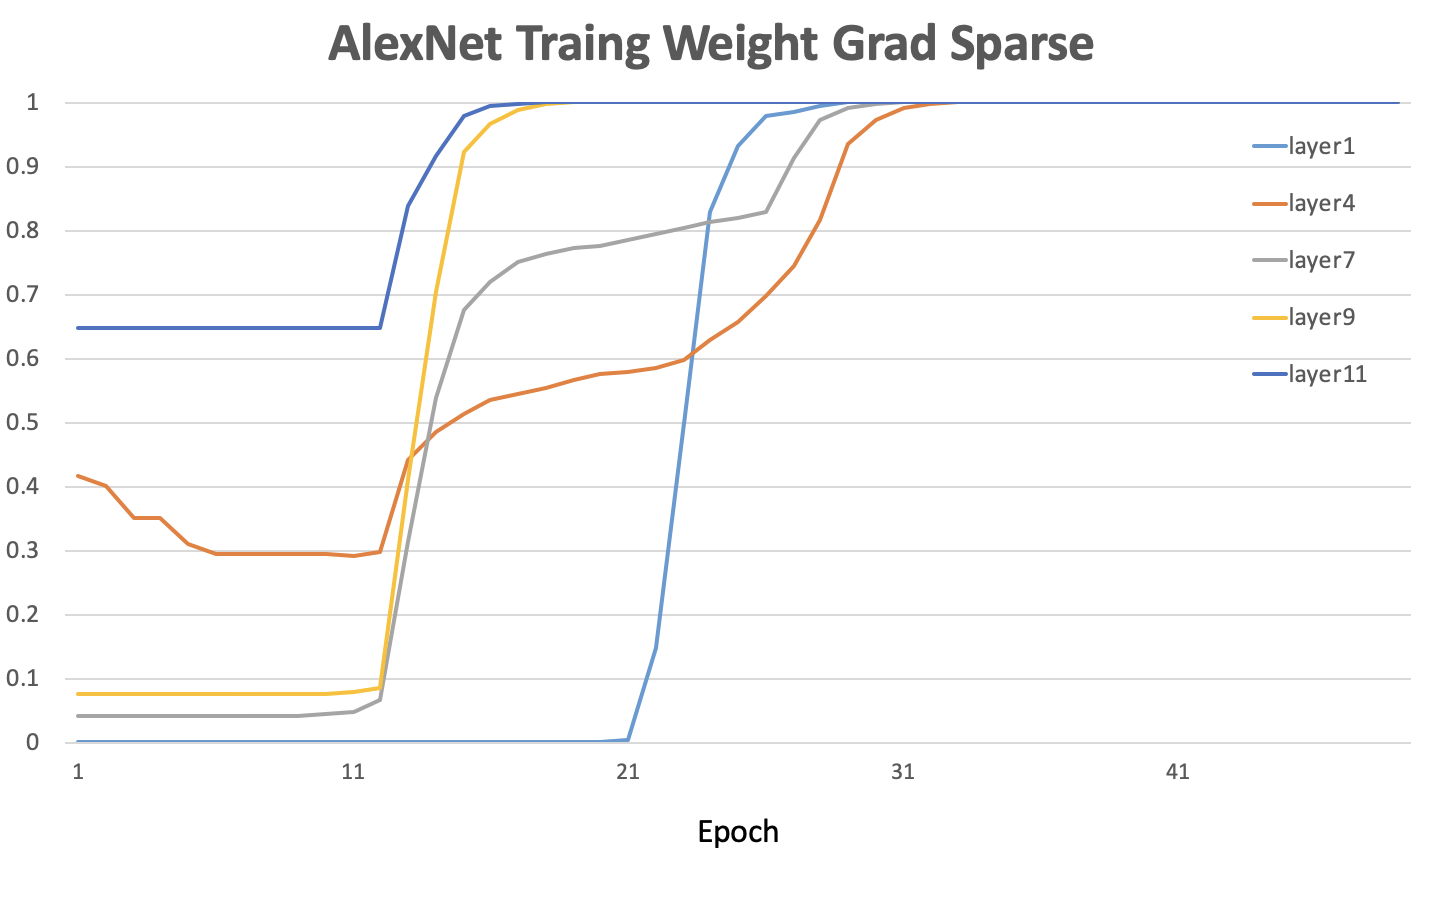 AlexNet Traing Weight Grad Sparse
1
0.9
0.8
0.7
0.6
0.5
0.4
0.3
0.2
0.1
0
1 11 21 31 41
Epoch
layer1
layer4
layer7
layer9
layer11